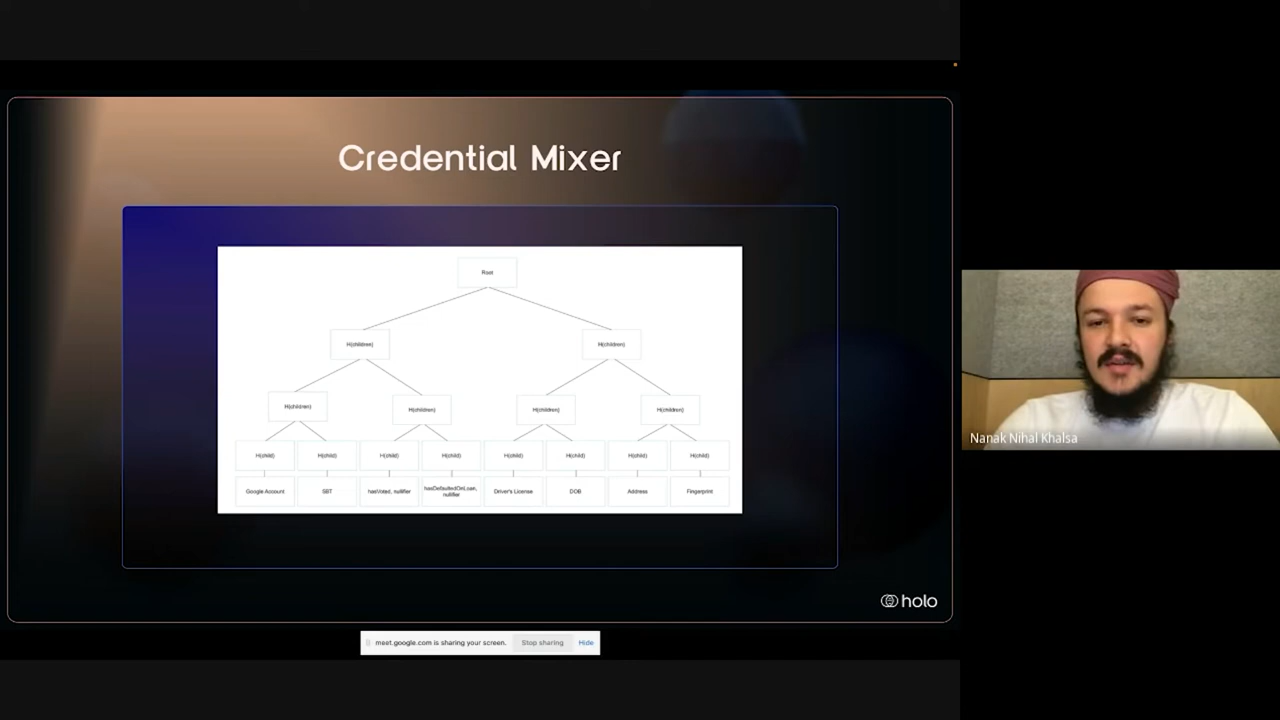 Credential Mixer
Root
H(children)
H(children)
H(children)
H(children)
H(children)
H(children)
H(child)
H(child)
H(child)
H(child)
H(child)
H(child)
H(child)
H(child)
Google Account
SBT
hasVoted, nullifier
hasDefaultedOnLoan,
nullifier
Driver's License
DOB
Address
Fingerprint
holo
meet.google.com is sharing your screen.
Stop sharing
Hide
Nanak Nihal Khalsa